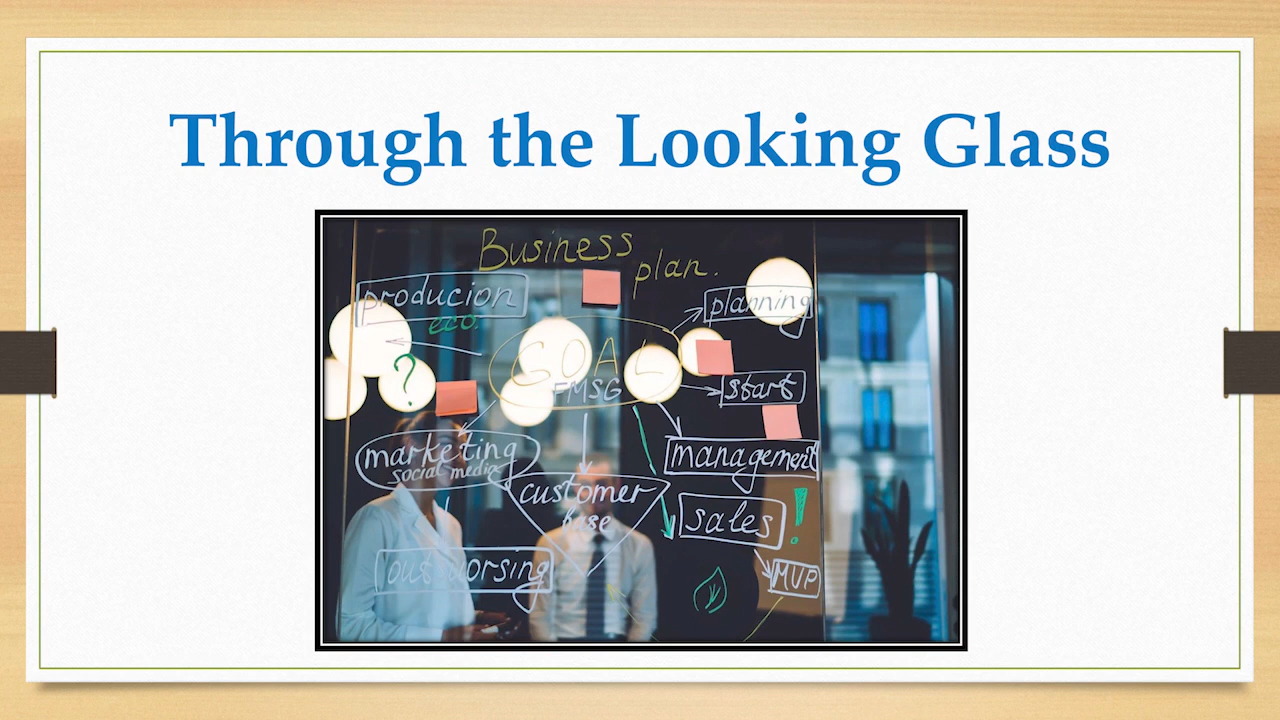 Through the Looking Glass
Business
plan.
producion
eco.
planning
GOAL
?
FMSG
start
marketing
social media
management
customer
base
sales !
outsworsing
MVP